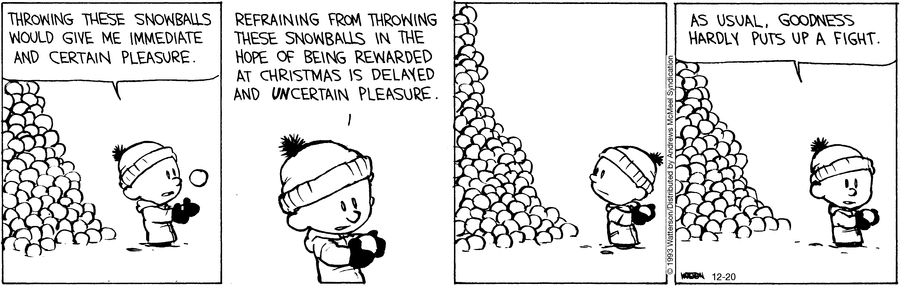 THROWING THESE SNOWBALLS
WOULD GIVE ME IMMEDIATE
AND CERTAIN PLEASURE.
REFRAINING FROM THROWING
THESE SNOWBALLS IN THE
HOPE OF BEING REWARDED
AT CHRISTMAS IS DELAYED
AND UNCERTAIN PLEASURE.
© 1993 Watterson/Distributed by Andrews McMeel Syndication
AS USUAL, GOODNESS
HARDLY PUTS UP A FIGHT.
WATTERSON 12-20